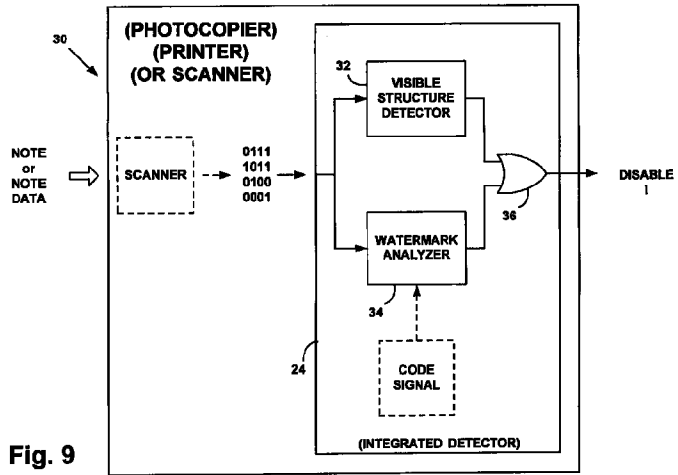 30
(PHOTOCOPIER)
(PRINTER)
(OR SCANNER)
NOTE
or
NOTE
DATA
SCANNER
0111
1011
0100
0001
32
VISIBLE
STRUCTURE
DETECTOR
WATERMARK
ANALYZER
34
36
DISABLE
24
CODE
SIGNAL
(INTEGRATED DETECTOR)
Fig. 9